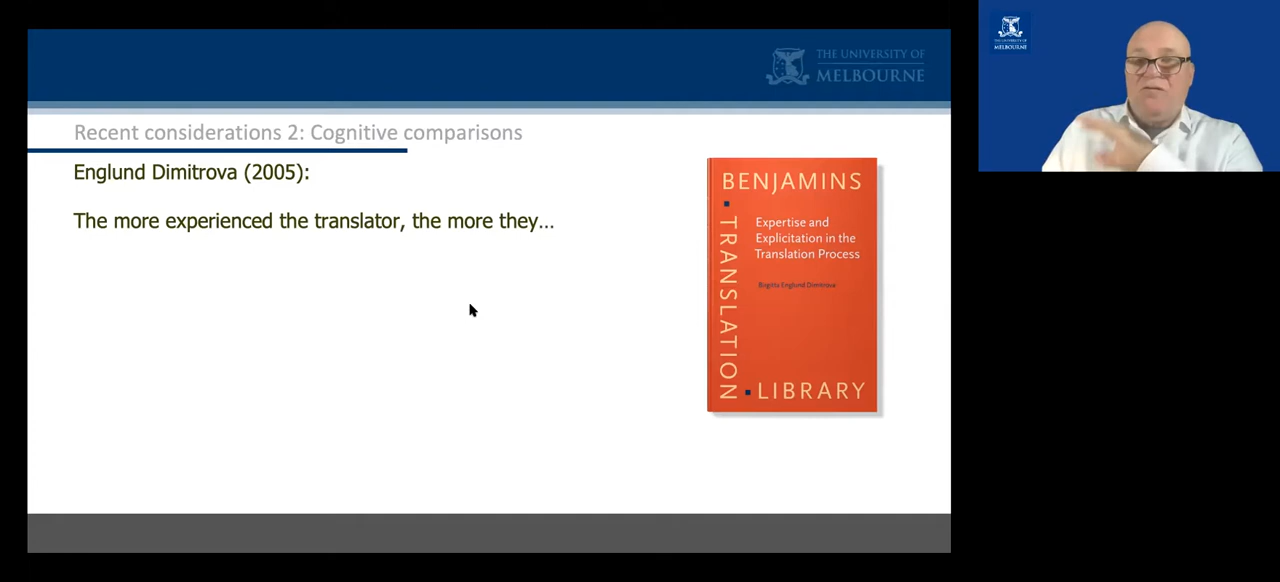 THE UNIVERSITY OF
MELBOURNE
MELBOURNE
Recent considerations 2: Cognitive comparisons
Englund Dimitrova (2005):
The more experienced the translator, the more they...
BENJAMINS
TRANSLATION
LIBRARY
Expertise and
Explicitation in the
Translation Process
Birgitta Englund Dimitrova